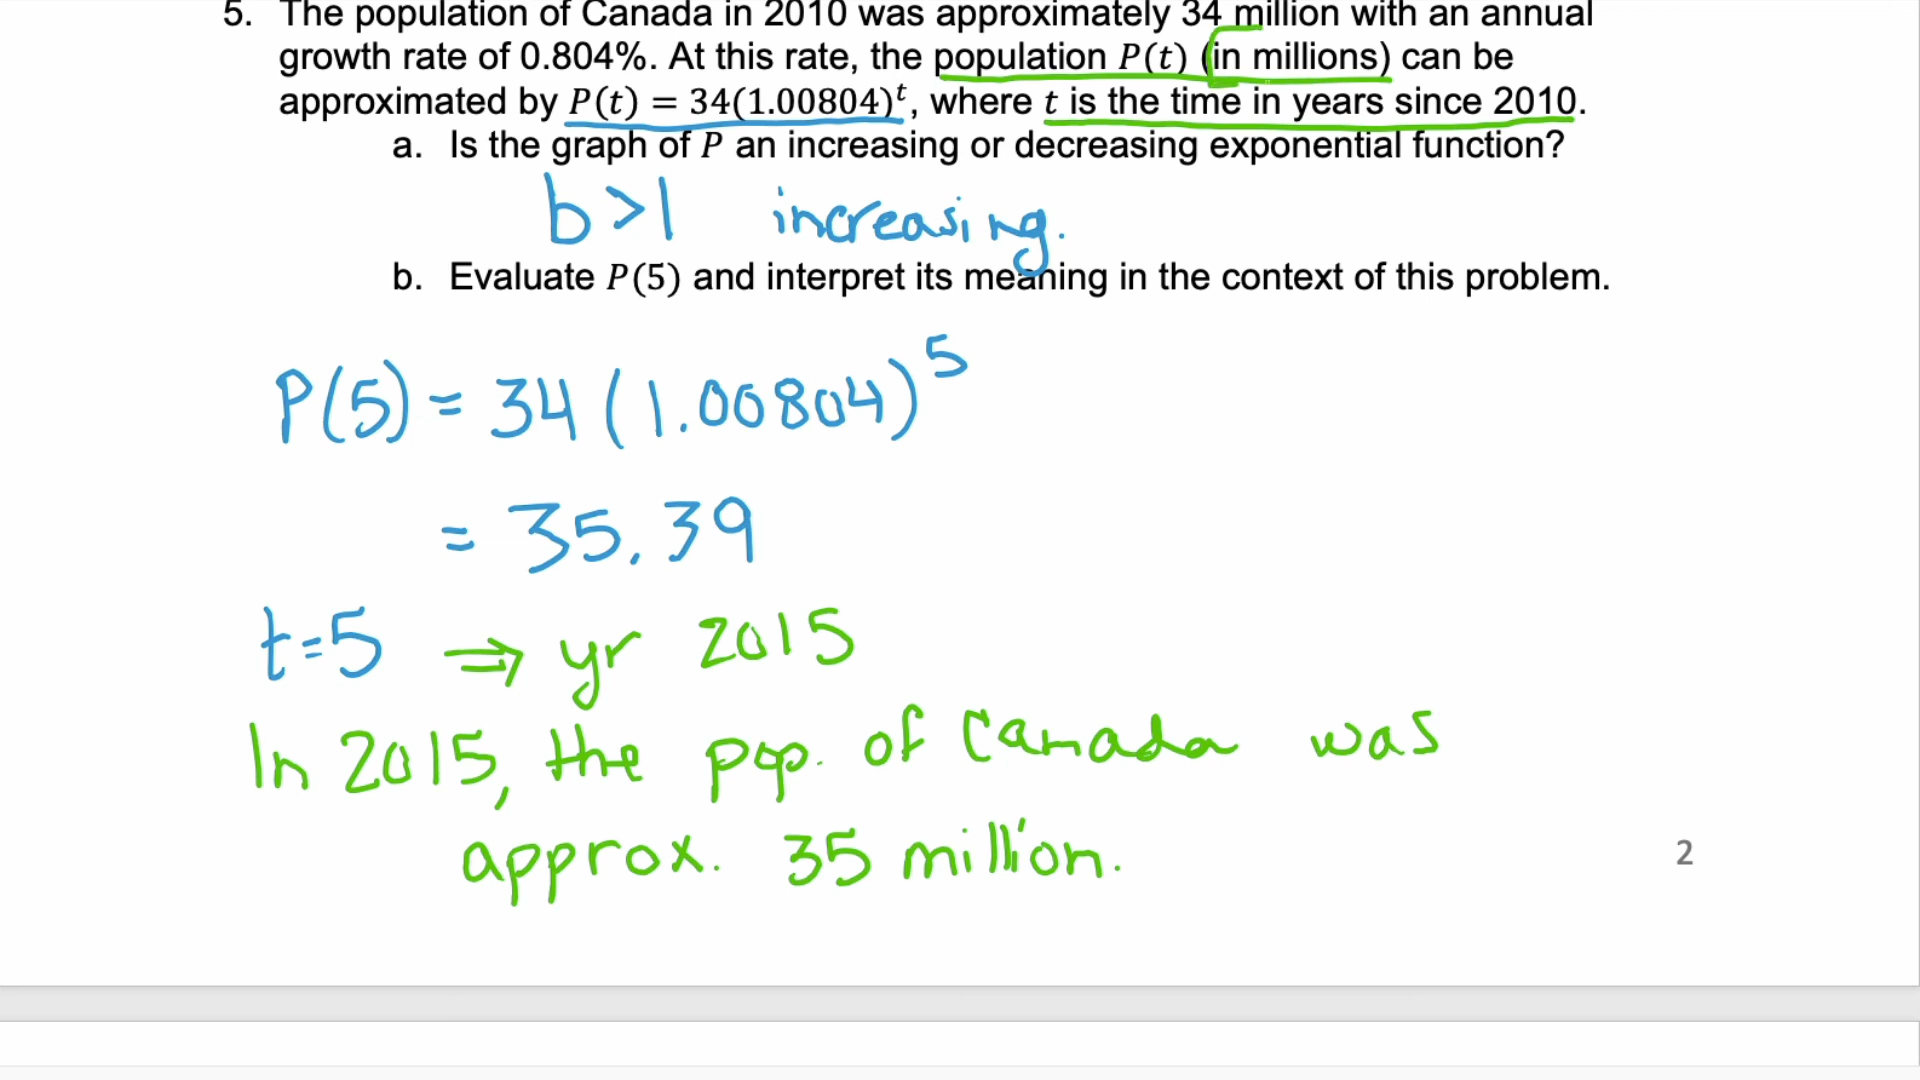 5. The population of Canada in 2010 was approximately 34 million with an annual
growth rate of 0.804%. At this rate, the population P(t) (in millions) can be
approximated by P(t) = 34(1.00804)^t, where t is the time in years since 2010.
a. Is the graph of P an increasing or decreasing exponential function?
b>1 increasing.
b. Evaluate P(5) and interpret its meaning in the context of this problem.
P(5) = 34(1.00804)^5
= 35.39
t=5 ⇒ yr 2015
In 2015, the pop. of Canada was
approx. 35 million.
2